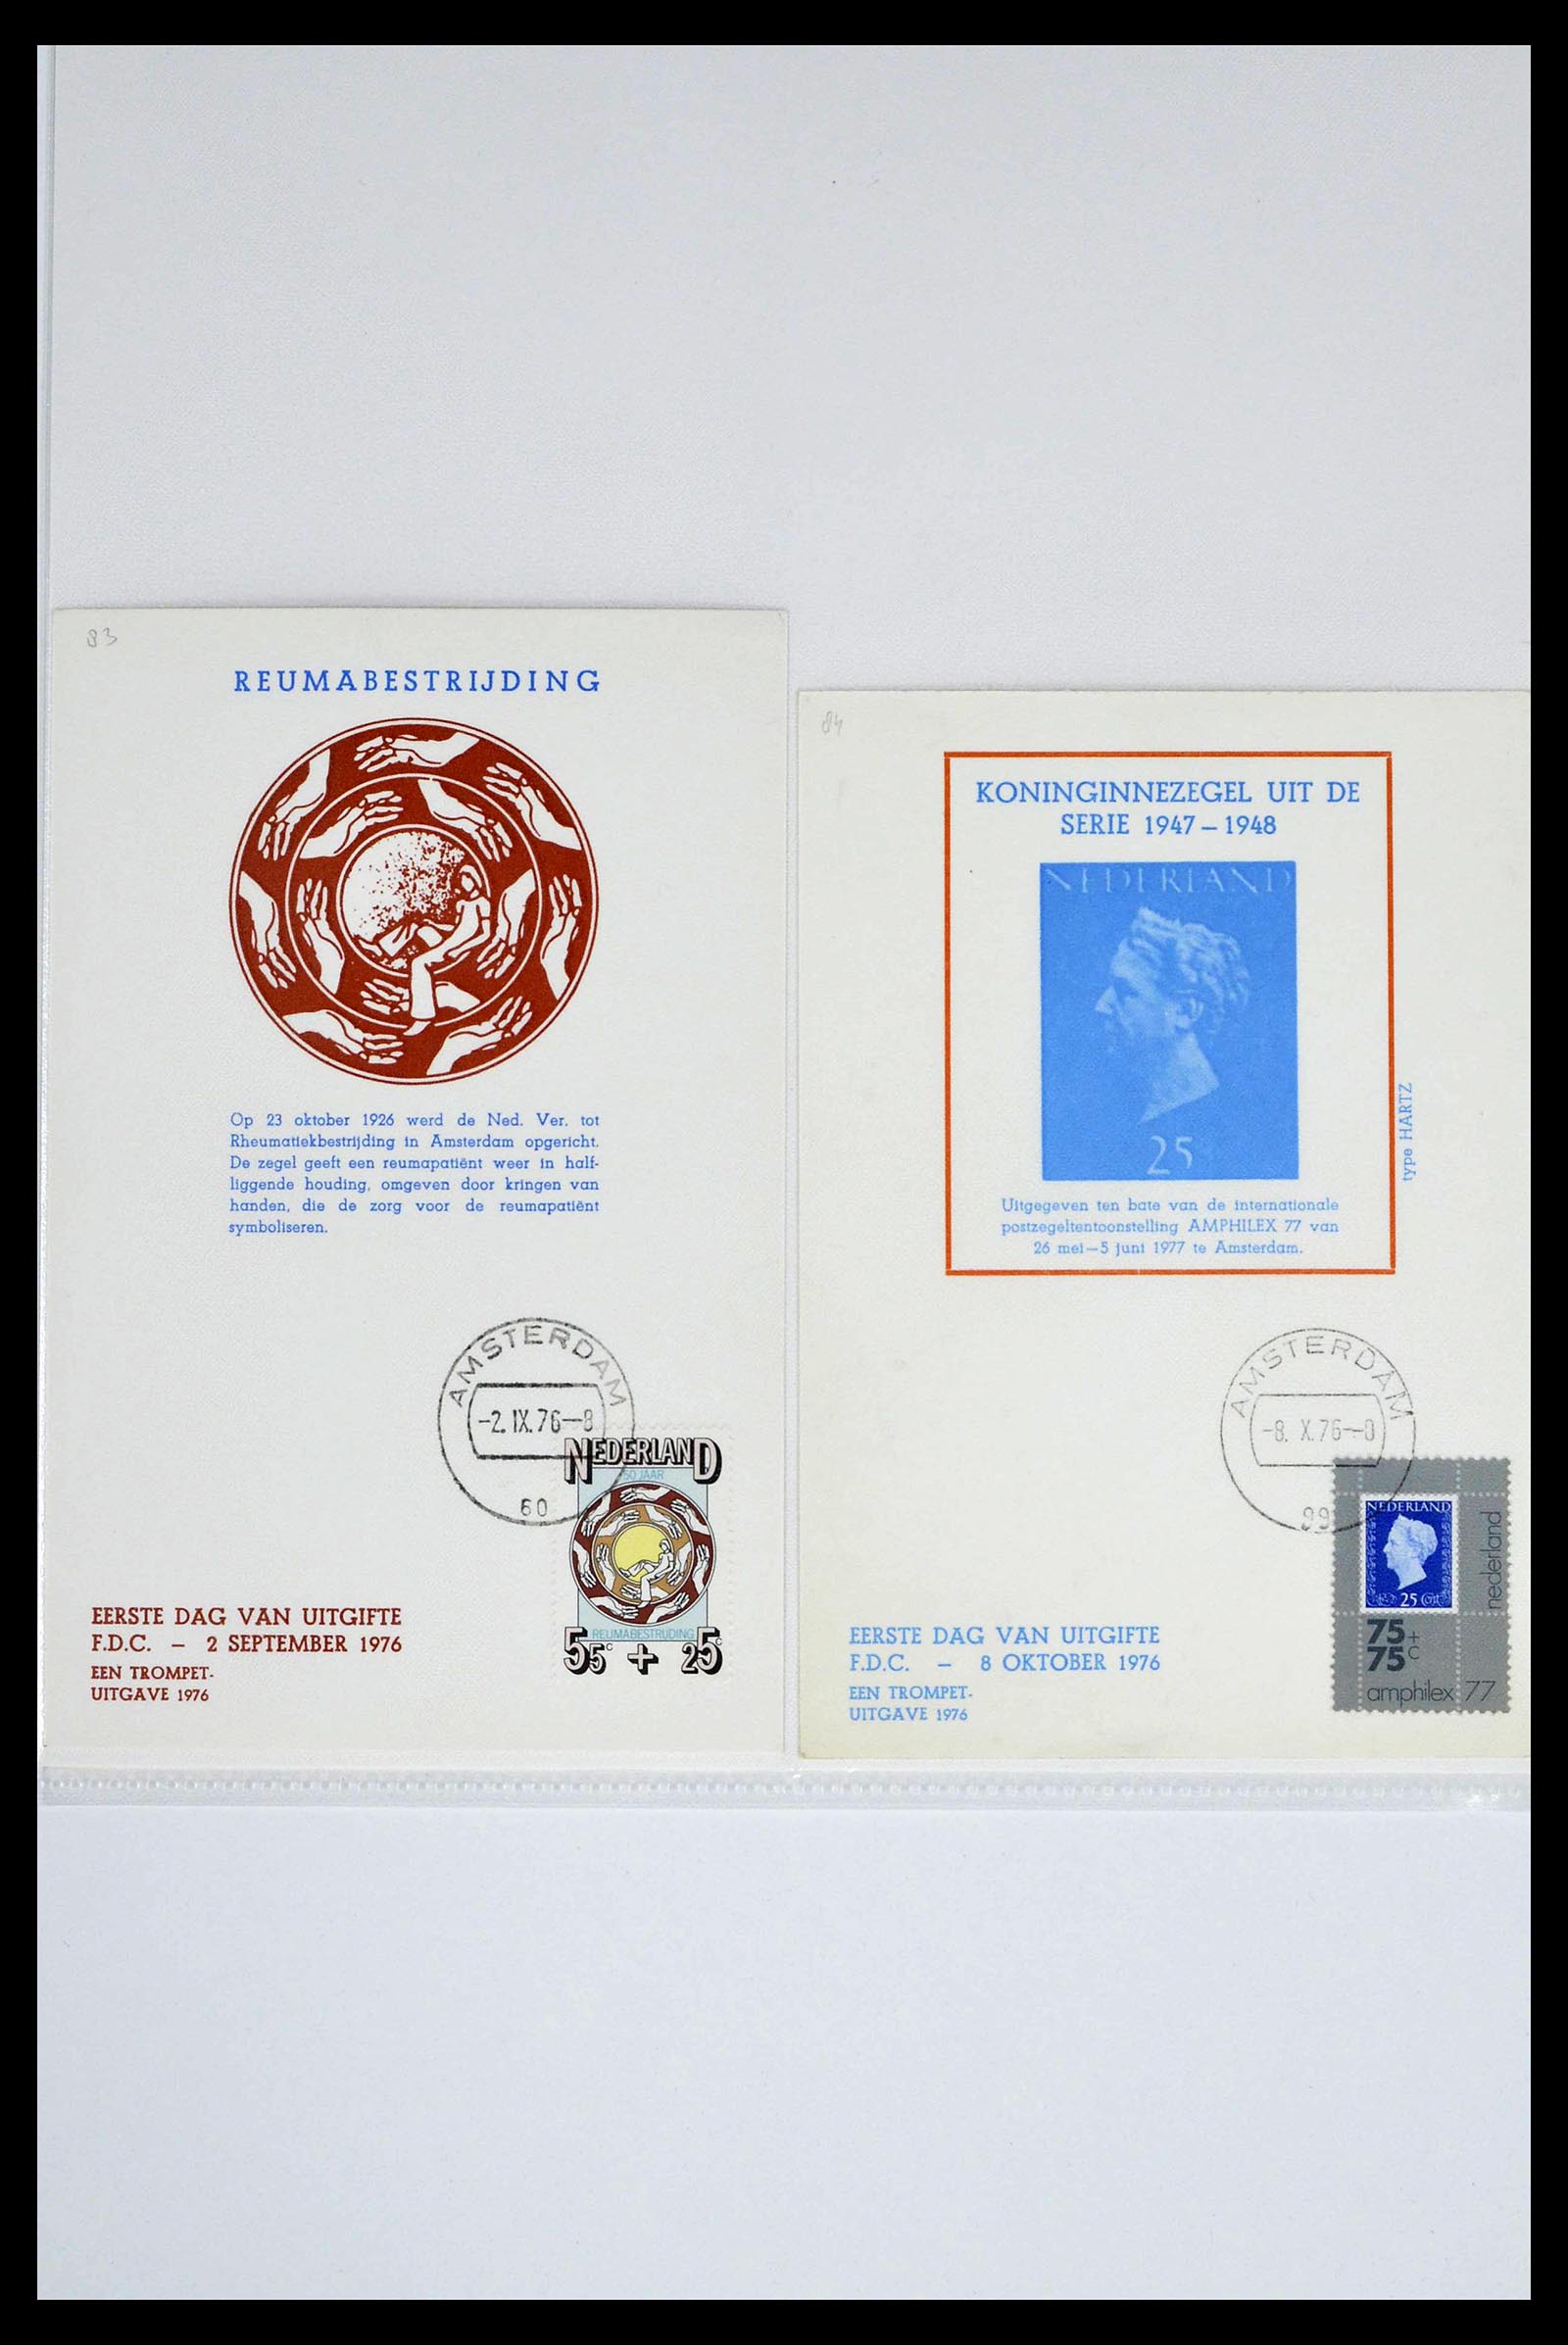 83
REUMABESTRIJDING
Op 23 oktober 1926 werd de Ned. Ver. tot
Rheumatiekbestrijding in Amsterdam opgericht.
De zegel geeft een reumapatiënt weer in half-
liggende houding, omgeven door kringen van
handen, die de zorg voor de reumapatiënt
symboliseren.
AMSTERDAM
-2. IX. 76-8
60
NEDERLAND
50 JAAR
REUMABESTRIJDING
55c + 25c
EERSTE DAG VAN UITGIFTE
F.D.C. – 2 SEPTEMBER 1976
EEN TROMPET-
UITGAVE 1976
84
KONINGINNEZEGEL UIT DE
SERIE 1947 – 1948
NEDERLAND
25
type HARTZ
Uitgegeven ten bate van de internationale
postzegeltentoonstelling AMPHILEX 77 van
26 mei – 5 juni 1977 te Amsterdam.
AMSTERDAM
-8. X. 76-8
99
NEDERLAND
25 Cnt
nederland
75+
75c
amphilex 77
EERSTE DAG VAN UITGIFTE
F.D.C. – 8 OKTOBER 1976
EEN TROMPET-
UITGAVE 1976